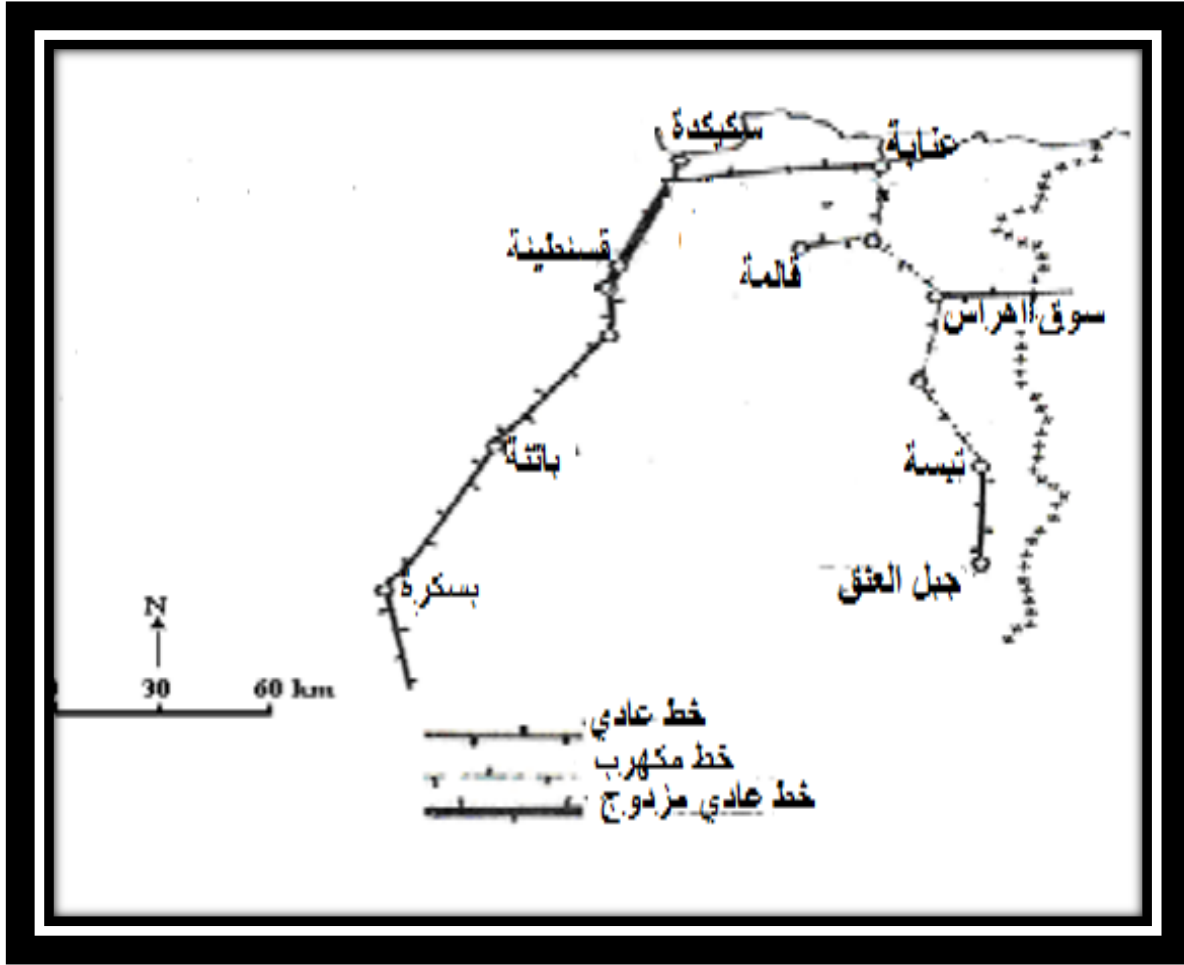 سكيكدة
عنابة
قسنطينة
قالمة
سوق اهراس
باتنة
تبسة
جبل العنق
بسكرة
N
30 60 km
خط عادي
خط مكهرب
خط عادي مزدوج